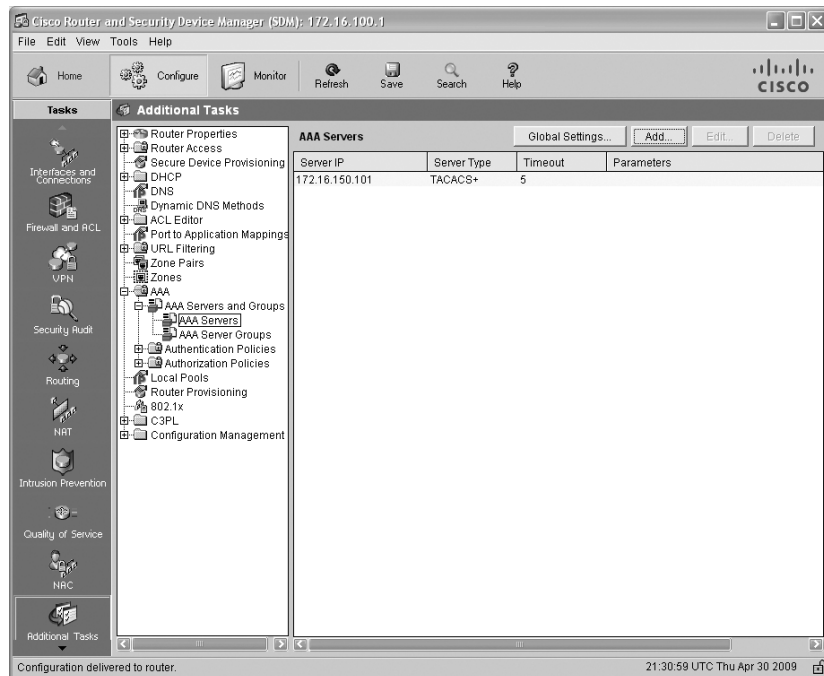 Cisco Router and Security Device Manager (SDM): 172.16.100.1
File Edit View Tools Help
Home Configure Monitor Refresh Save Search Help
CISCO
Tasks
Interfaces and
Connections
Firewall and ACL
VPN
Security Audit
Routing
NAT
Intrusion Prevention
Quality of Service
NAC
Additional Tasks
Additional Tasks
Router Properties
Router Access
Secure Device Provisioning
DHCP
DNS
Dynamic DNS Methods
ACL Editor
Port to Application Mappings
URL Filtering
Zone Pairs
Zones
AAA
AAA Servers and Groups
AAA Servers
AAA Server Groups
Authentication Policies
Authorization Policies
Local Pools
Router Provisioning
802.1x
C3PL
Configuration Management
AAA Servers Global Settings... Add... Edit... Delete
Server IP Server Type Timeout Parameters
172.16.150.101 TACACS+ 5
Configuration delivered to router. 21:30:59 UTC Thu Apr 30 2009